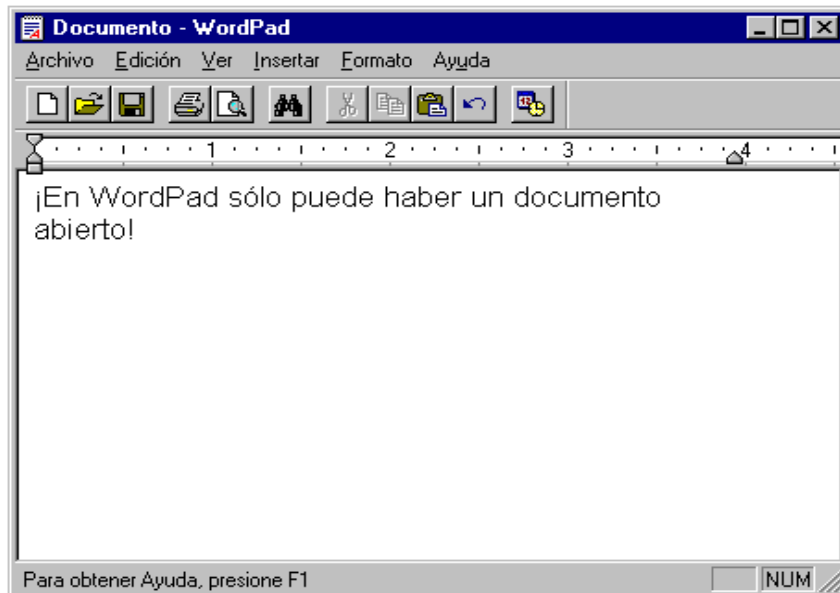 Documento - WordPad
Archivo Edición Ver Insertar Formato Ayuda
1 2 3 4
¡En WordPad sólo puede haber un documento
abierto!
Para obtener Ayuda, presione F1 NUM